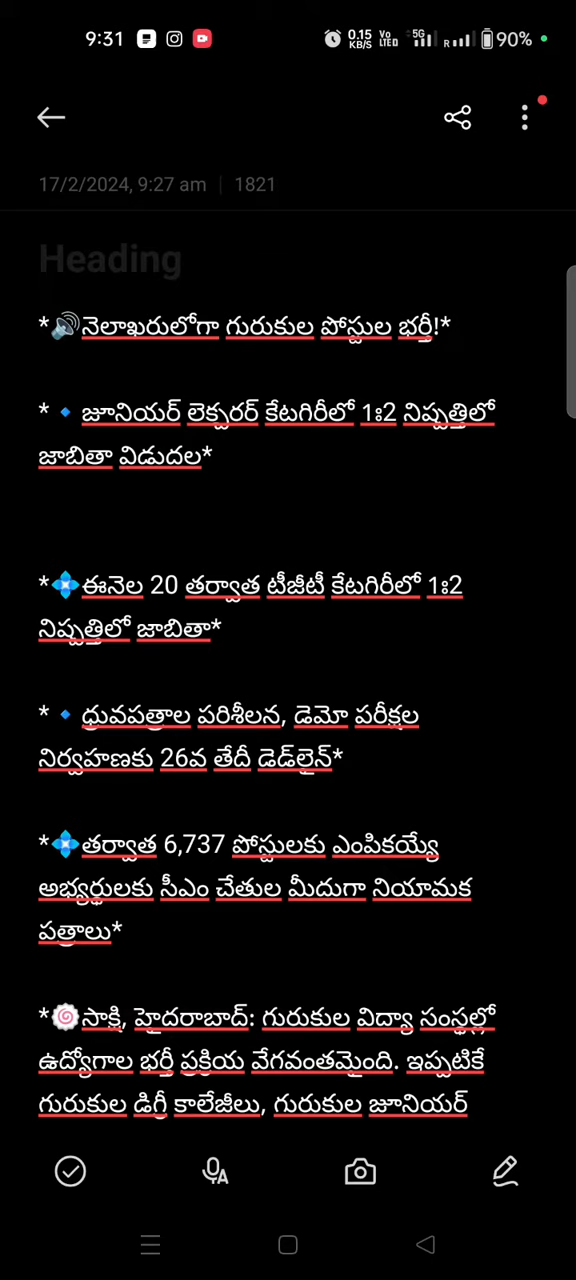 9:31 0.15 KB/S Vo LTE D 5G R 90%
17/2/2024, 9:27 am | 1821
Heading
*🔊నెలాఖరులోగా గురుకుల పోస్టుల భర్తీ!*
*🔹జూనియర్ లెక్చరర్ కేటగిరీలో 1ః2 నిష్పత్తిలో
జాబితా విడుదల*
*💠ఈనెల 20 తర్వాత టీజీటీ కేటగిరీలో 1ః2
నిష్పత్తిలో జాబితా*
*🔹ధ్రువపత్రాల పరిశీలన, డెమో పరీక్షల
నిర్వహణకు 26వ తేదీ డెడ్‌లైన్*
*💠తర్వాత 6,737 పోస్టులకు ఎంపికయ్యే
అభ్యర్థులకు సీఎం చేతుల మీదుగా నియామక
పత్రాలు*
*🍥సాక్షి, హైదరాబాద్: గురుకుల విద్యా సంస్థల్లో
ఉద్యోగాల భర్తీ ప్రక్రియ వేగవంతమైంది. ఇప్పటికే
గురుకుల డిగ్రీ కాలేజీలు, గురుకుల జూనియర్